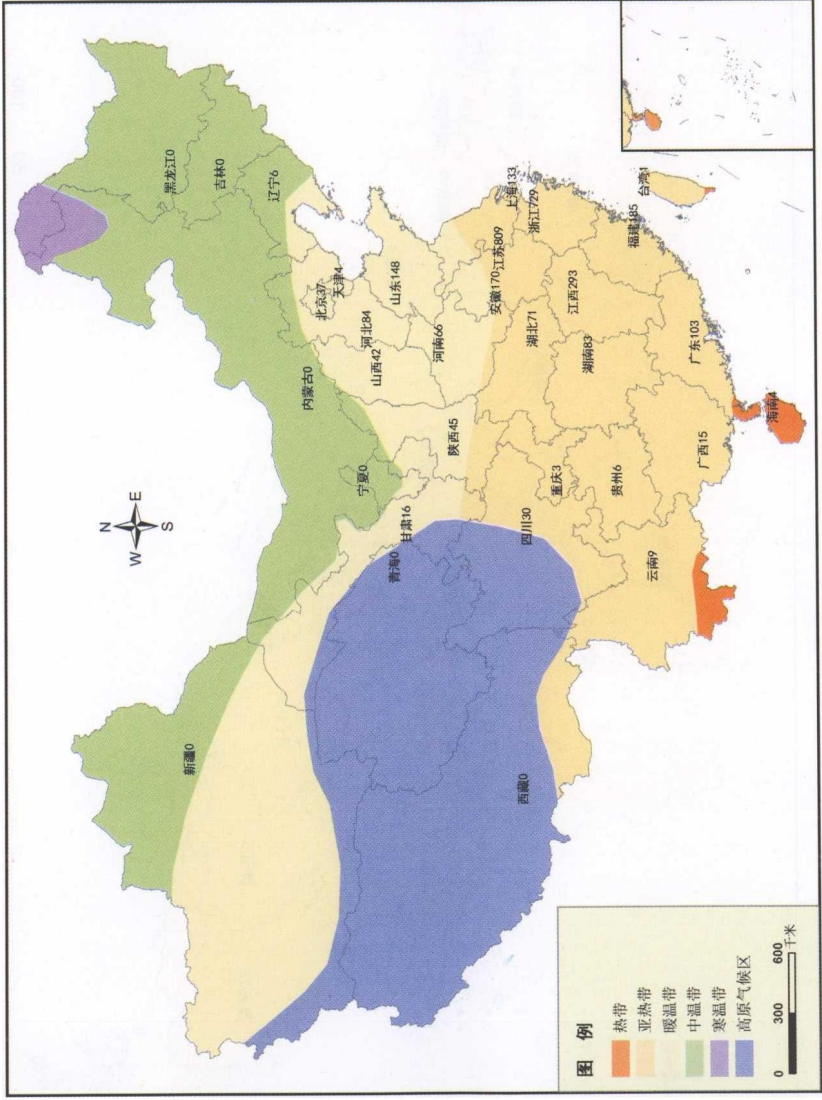 N
W E
S
黑龙江0
吉林0
辽宁6
内蒙古0
新疆0
北京37
天津4
河北84
山西42
山东148
宁夏0
甘肃16
青海0
陕西45
河南66
安徽170
江苏809
上海133
浙江729
西藏0
四川30
重庆3
湖北71
湖南83
江西293
福建185
台湾1
贵州6
云南9
广西15
广东103
海南4
图 例
热带
亚热带
暖温带
中温带
寒温带
高原气候区
0 300 600
千米